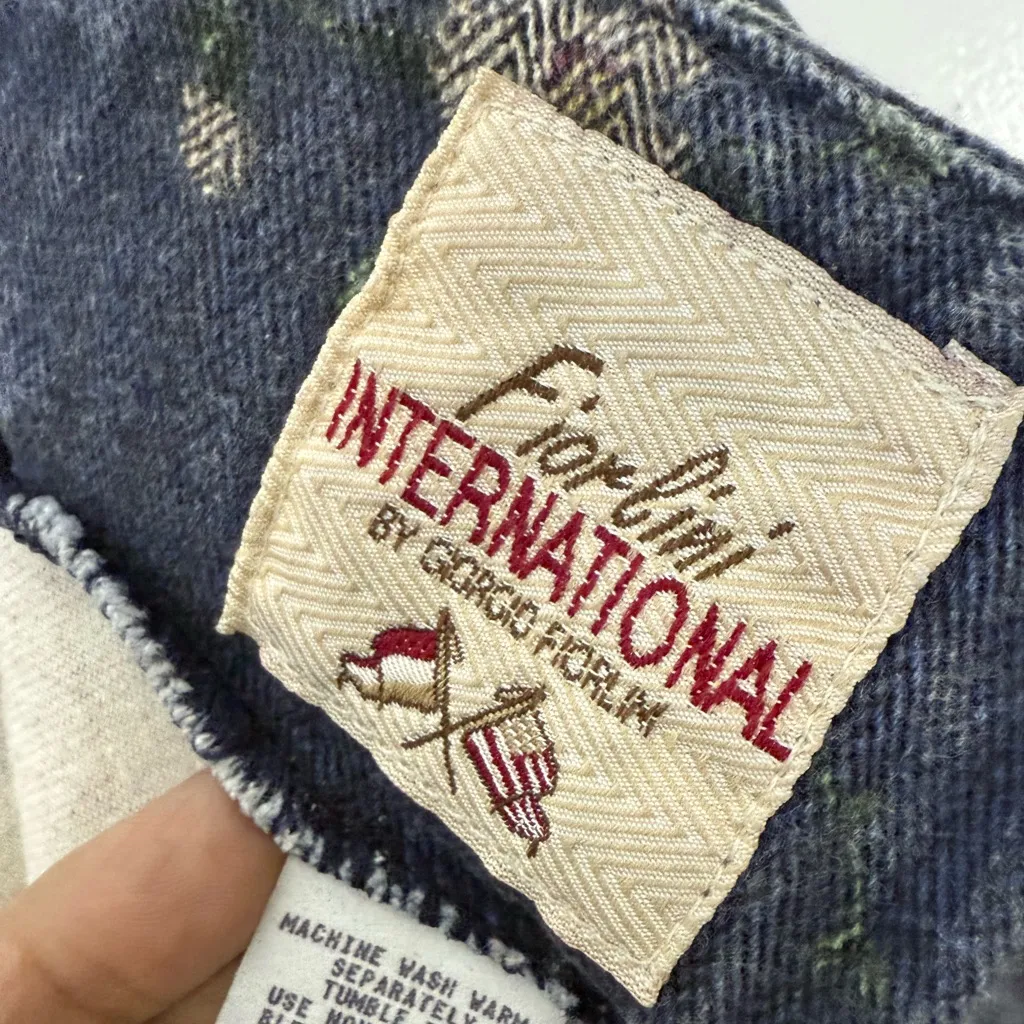 Fiorlini
INTERNATIONAL
BY GIORGIO FIORLINI
MACHINE WASH WARM
SEPARATELY
TUMBLE
USE